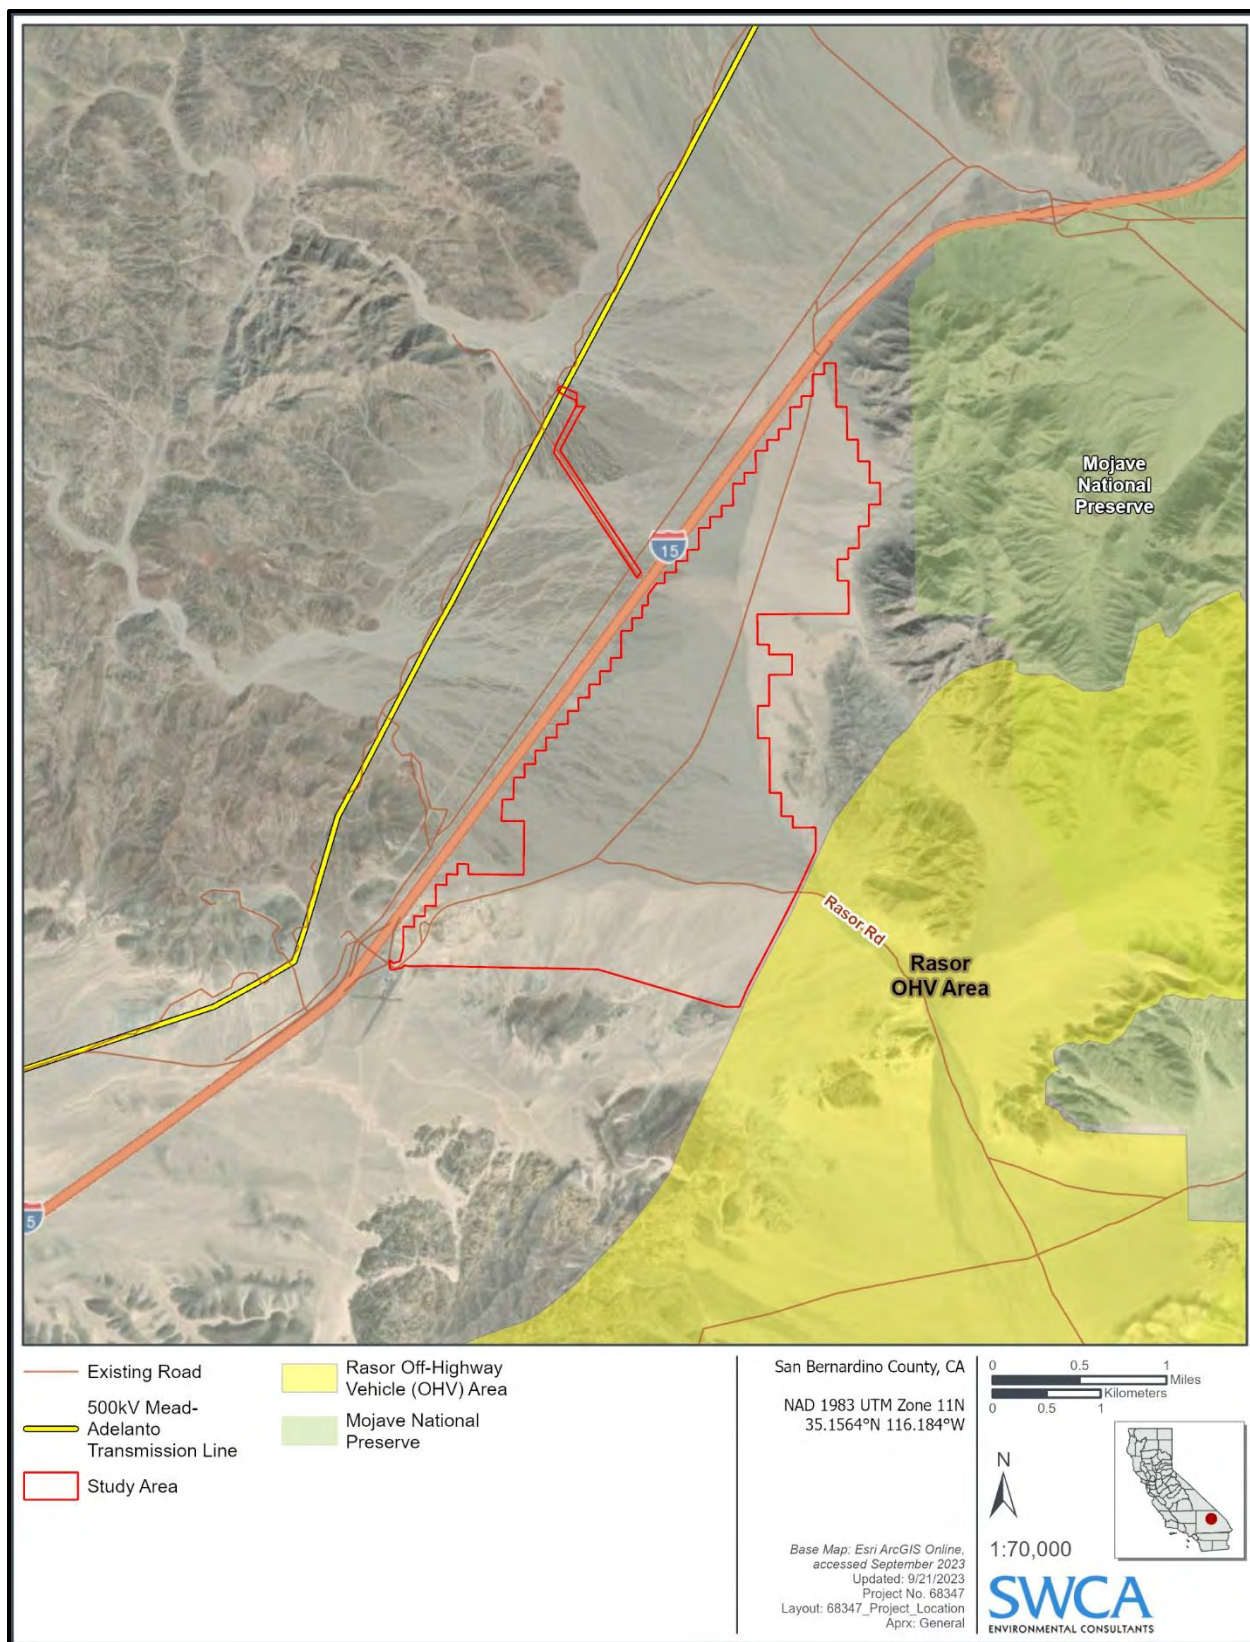 15
Mojave
National
Preserve
Rasor Rd
Rasor
OHV Area
5
Existing Road
500kV Mead-
Adelanto
Transmission Line
Study Area
Rasor Off-Highway
Vehicle (OHV) Area
Mojave National
Preserve
San Bernardino County, CA
NAD 1983 UTM Zone 11N
35.1564°N 116.184°W
Base Map: Esri ArcGIS Online,
accessed September 2023
Updated: 9/21/2023
Project No. 68347
Layout: 68347_Project_Location
Aprx: General
0 0.5 1
Miles
Kilometers
0 0.5 1
N
1:70,000
SWCA
ENVIRONMENTAL CONSULTANTS